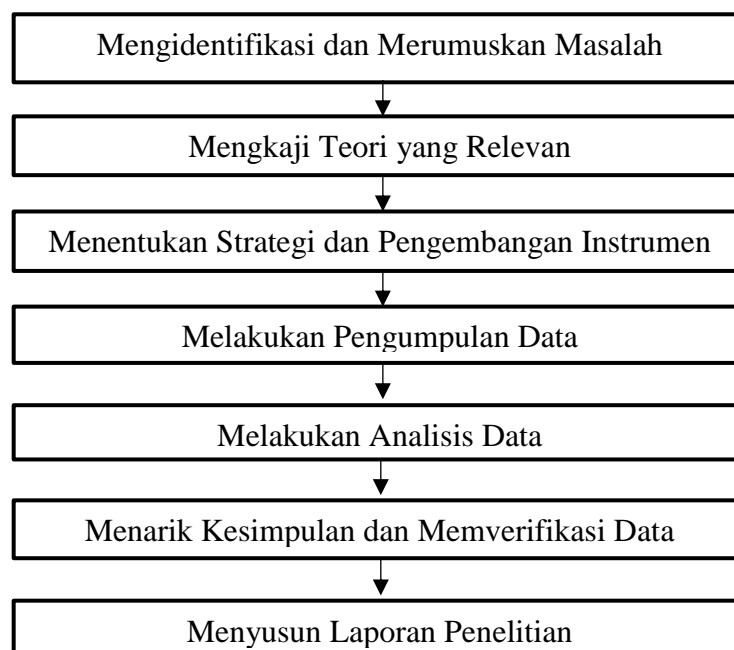 Mengidentifikasi dan Merumuskan Masalah
Mengkaji Teori yang Relevan
Menentukan Strategi dan Pengembangan Instrumen
Melakukan Pengumpulan Data
Melakukan Analisis Data
Menarik Kesimpulan dan Memverifikasi Data
Menyusun Laporan Penelitian